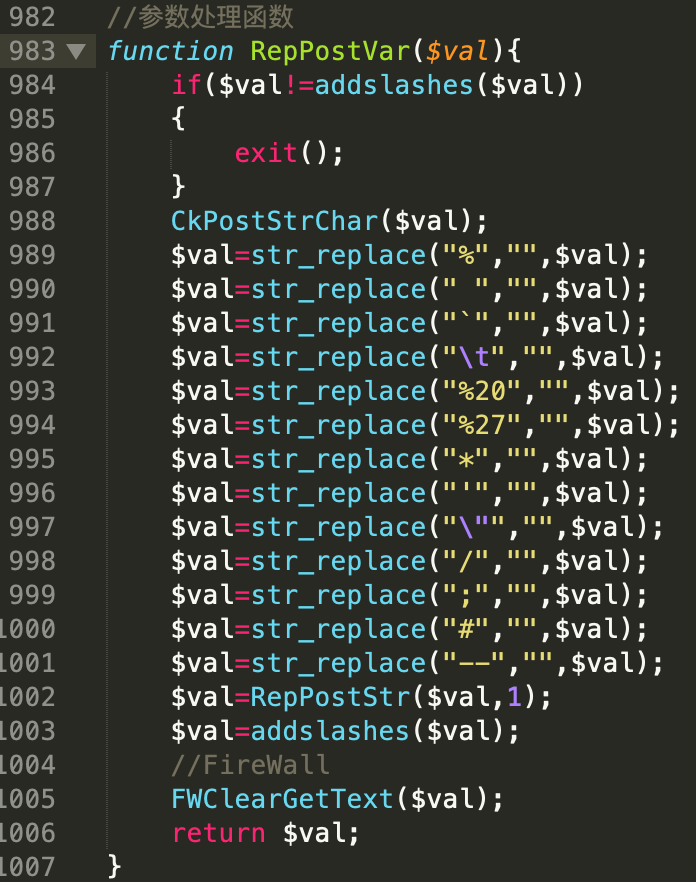 982 //参数处理函数
983 ▼ function RepPostVar($val){
984 if($val!=addslashes($val))
985 {
986 exit();
987 }
988 CkPostStrChar($val);
989 $val=str_replace("%","",$val);
990 $val=str_replace(" ","",$val);
991 $val=str_replace("`","",$val);
992 $val=str_replace("\t","",$val);
993 $val=str_replace("%20","",$val);
994 $val=str_replace("%27","",$val);
995 $val=str_replace("*","",$val);
996 $val=str_replace("'","",$val);
997 $val=str_replace("\"","",$val);
998 $val=str_replace("/","",$val);
999 $val=str_replace(";","",$val);
1000 $val=str_replace("#","",$val);
1001 $val=str_replace("--","",$val);
1002 $val=RepPostStr($val,1);
1003 $val=addslashes($val);
1004 //FireWall
1005 FWClearGetText($val);
1006 return $val;
1007 }